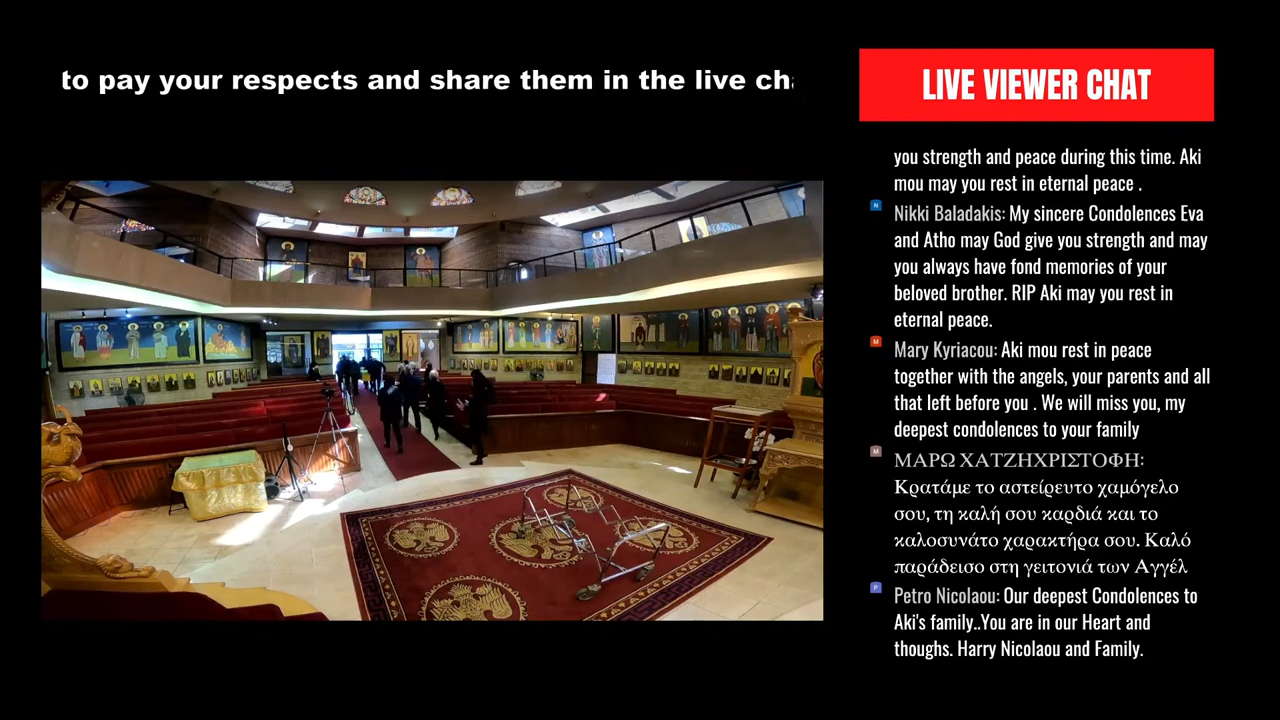 to pay your respects and share them in the live
LIVE VIEWER CHAT
you strength and peace during this time. Aki
mou may you rest in eternal peace .
Nikki Baladakis: My sincere Condolences Eva
and Atho may God give you strength and may
you always have fond memories of your
beloved brother. RIP Aki may you rest in
eternal peace.
Mary Kyriacou: Aki mou rest in peace
together with the angels, your parents and all
that left before you . We will miss you, my
deepest condolences to your family
ΜΑΡΩ ΧΑΤΖΗΧΡΙΣΤΟΦΗ:
Κρατάμε το αστείρευτο χαμόγελο
σου, τη καλή σου καρδιά και το
καλοσυνάτο χαρακτήρα σου. Καλό
παράδεισο στη γειτονιά των Αγγέλ
Petro Nicolaou: Our deepest Condolences to
Aki's family..You are in our Heart and
thoughs. Harry Nicolaou and Family.